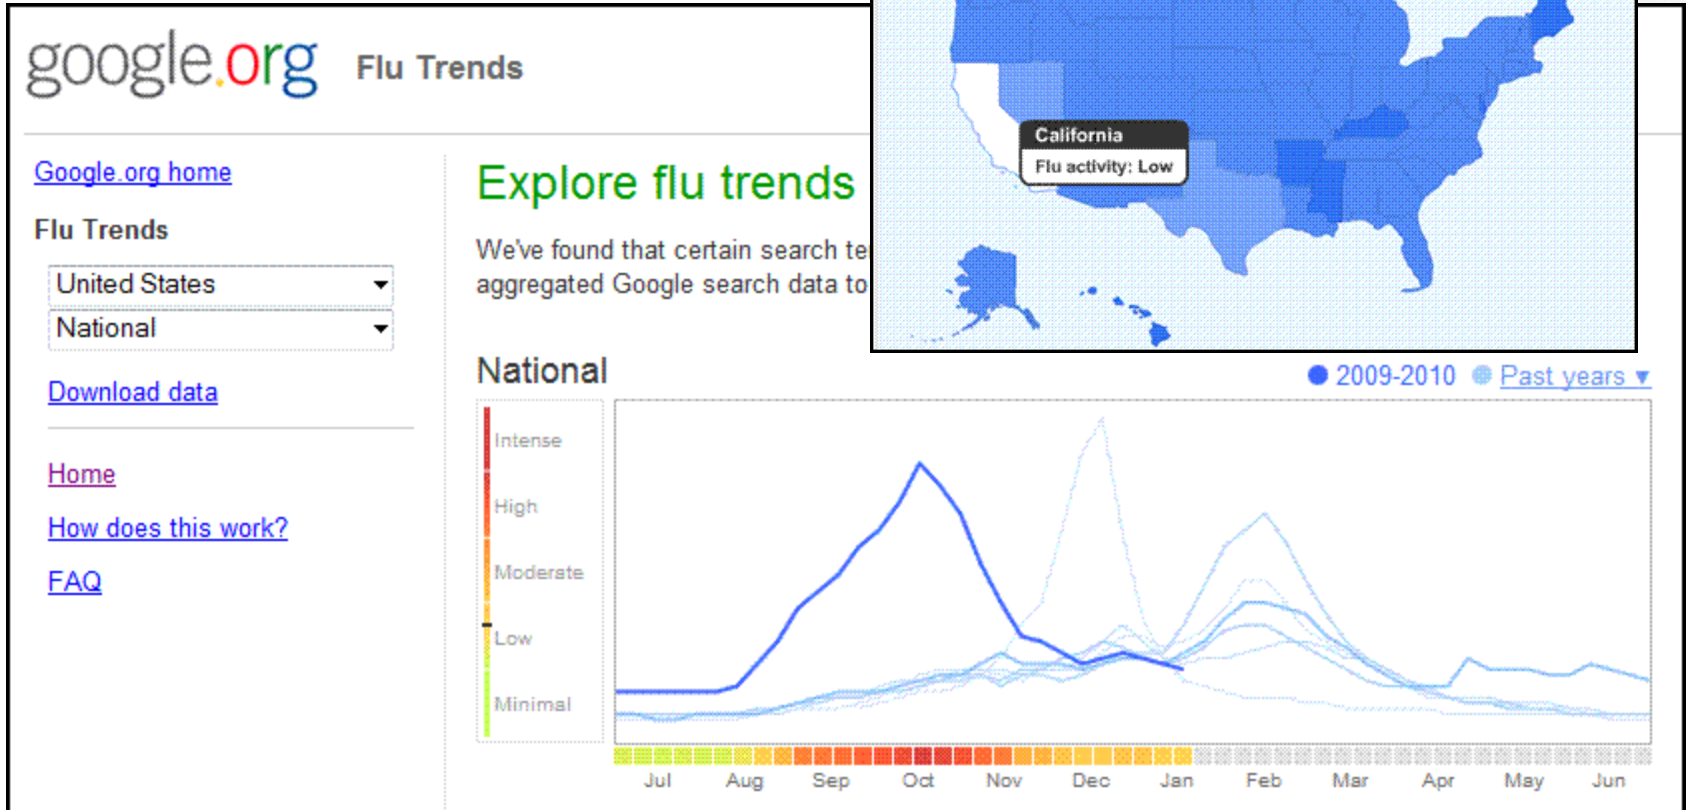 google.org Flu Trends
Google.org home
Flu Trends
United States
National
Download data
Home
How does this work?
FAQ
Explore flu trends
We've found that certain search
aggregated Google search data to
California
Flu activity: Low
National
2009-2010 Past years ▼
Intense
High
Moderate
Low
Minimal
Jul Aug Sep Oct Nov Dec Jan Feb Mar Apr May Jun